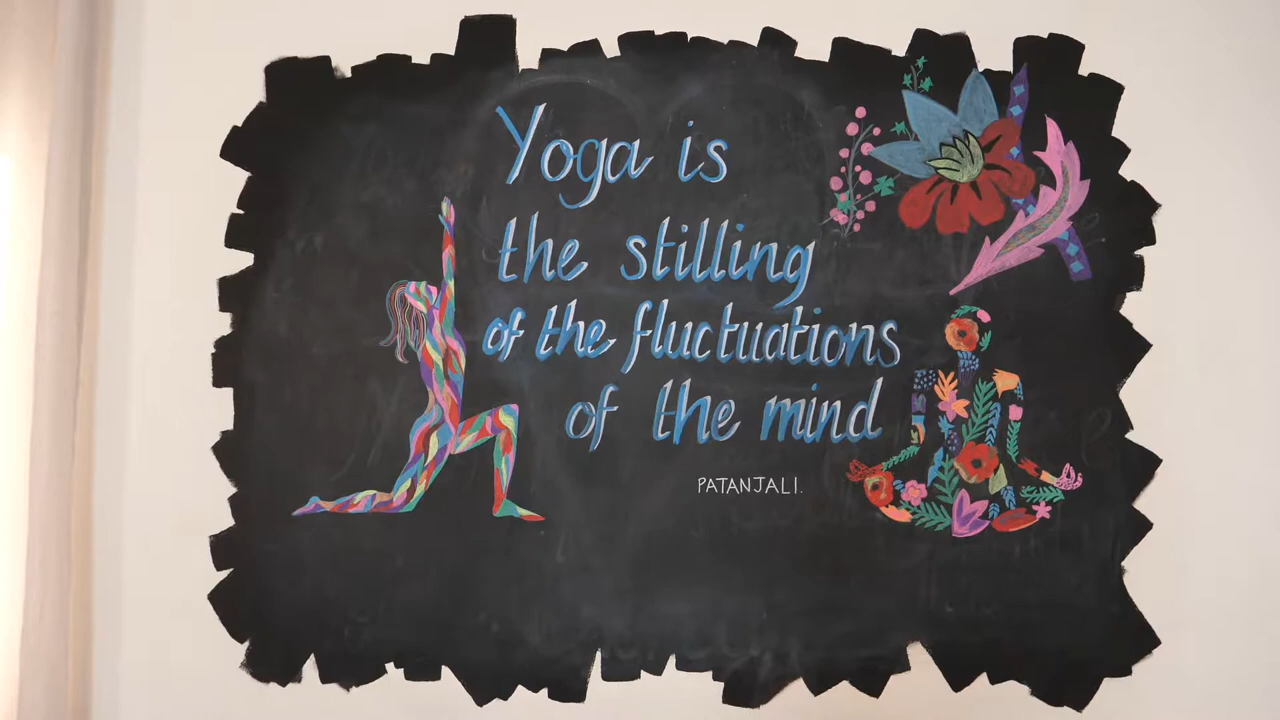 Yoga is
the stilling
of the fluctuations
of the mind
PATANJALI.